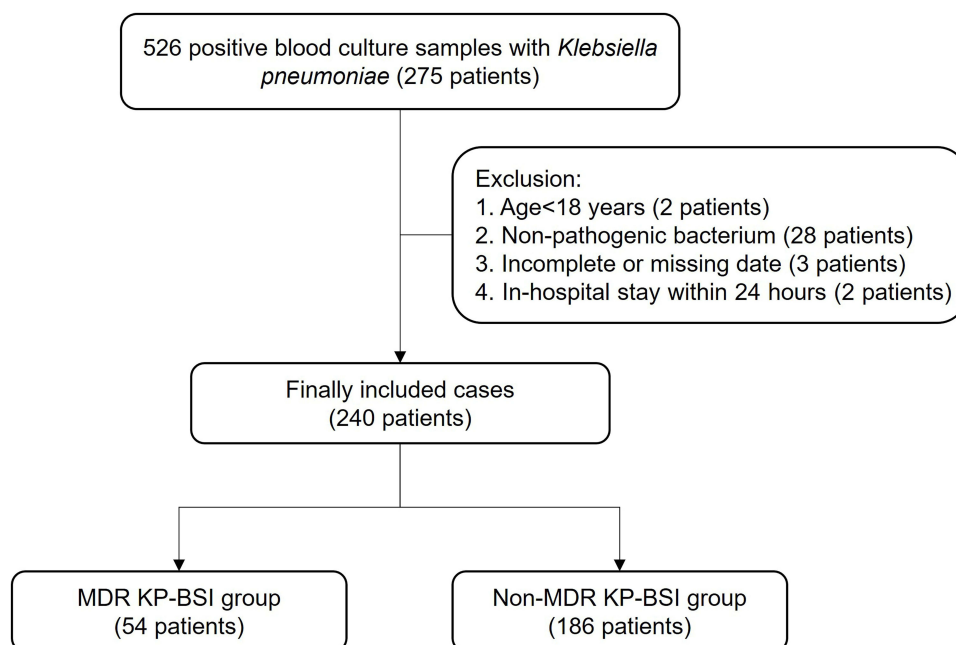 526 positive blood culture samples with Klebsiella
pneumoniae (275 patients)
Exclusion:
1. Age<18 years (2 patients)
2. Non-pathogenic bacterium (28 patients)
3. Incomplete or missing date (3 patients)
4. In-hospital stay within 24 hours (2 patients)
Finally included cases
(240 patients)
MDR KP-BSI group
(54 patients)
Non-MDR KP-BSI group
(186 patients)